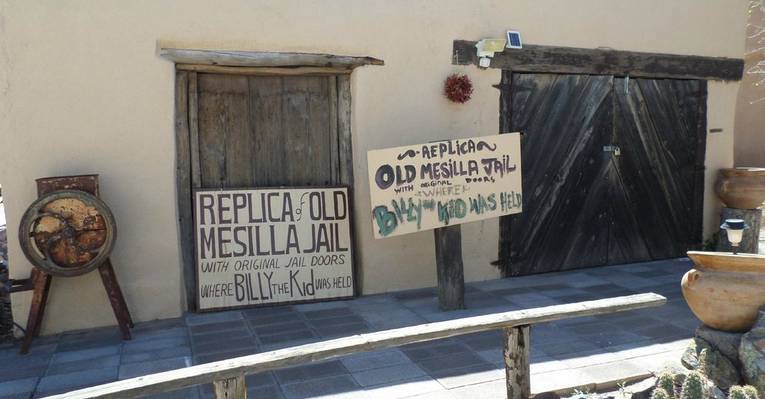 REPLICA of OLD
MESILLA JAIL
WITH ORIGINAL JAIL DOORS
WHERE BILLY THE KID WAS HELD
~ REPLICA ~
OLD MESILLA JAIL
WITH ORIGINAL DOORS
WHERE
BILLY THE KID WAS HELD